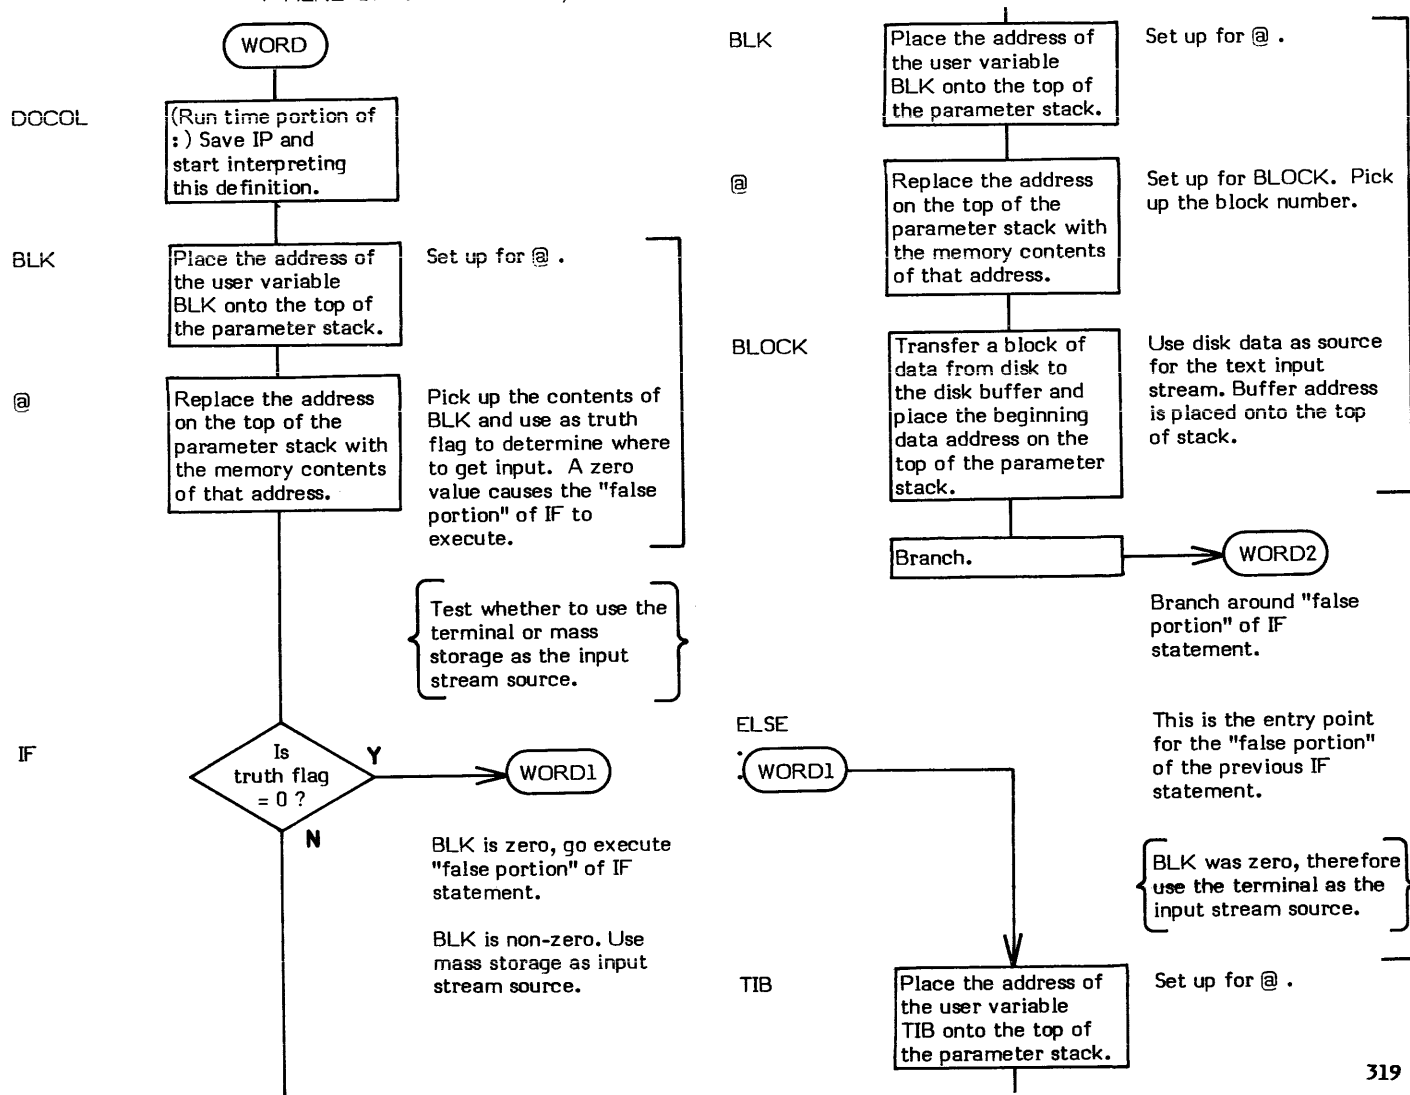 WORD
DOCOL
(Run time portion of
:) Save IP and
start interpreting
this definition.
BLK
Place the address of
the user variable
BLK onto the top of
the parameter stack.
Set up for @ .
@
Replace the address
on the top of the
parameter stack with
the memory contents
of that address.
Pick up the contents of
BLK and use as truth
flag to determine where
to get input. A zero
value causes the "false
portion" of IF to
execute.
Test whether to use the
terminal or mass
storage as the input
stream source.
IF
Is
truth flag
= 0 ?
Y
WORD1
N
BLK is zero, go execute
"false portion" of IF
statement.
BLK is non-zero. Use
mass storage as input
stream source.
BLK
Place the address of
the user variable
BLK onto the top of
the parameter stack.
Set up for @ .
@
Replace the address
on the top of the
parameter stack with
the memory contents
of that address.
Set up for BLOCK. Pick
up the block number.
BLOCK
Transfer a block of
data from disk to
the disk buffer and
place the beginning
data address on the
top of the parameter
stack.
Use disk data as source
for the text input
stream. Buffer address
is placed onto the top
of stack.
Branch.
WORD2
Branch around "false
portion" of IF
statement.
ELSE
: WORD1
This is the entry point
for the "false portion"
of the previous IF
statement.
BLK was zero, therefore
use the terminal as the
input stream source.
TIB
Place the address of
the user variable
TIB onto the top of
the parameter stack.
Set up for @ .
319